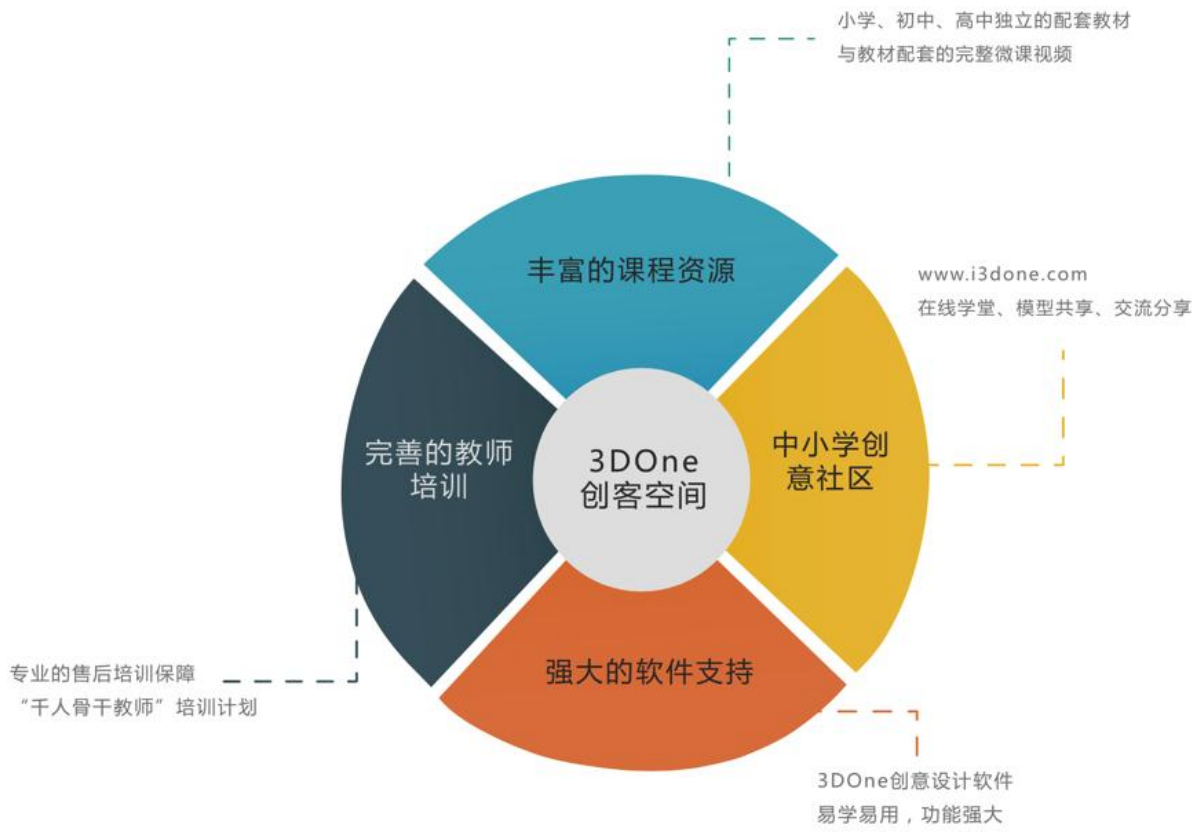 小学、初中、高中独立的配套教材
与教材配套的完整微课视频
丰富的课程资源
www.i3done.com
在线学堂、模型共享、交流分享
完善的教师
培训
3DOne
创客空间
中小学创
意社区
强大的软件支持
专业的售后培训保障
“千人骨干教师”培训计划
3DOne创意设计软件
易学易用，功能强大